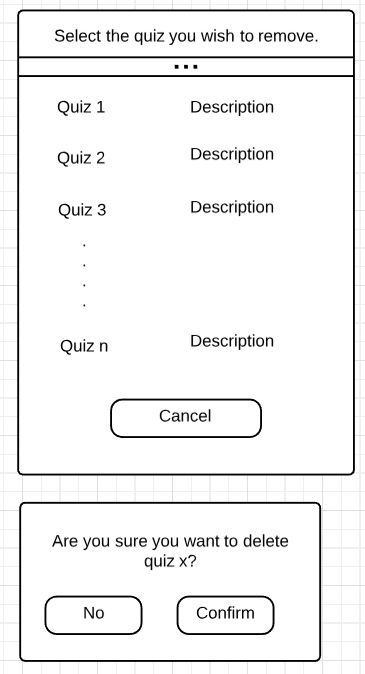 Select the quiz you wish to remove.
...
Quiz 1 Description
Quiz 2 Description
Quiz 3 Description
.
.
.
.
Quiz n Description
Cancel
Are you sure you want to delete
quiz x?
No Confirm